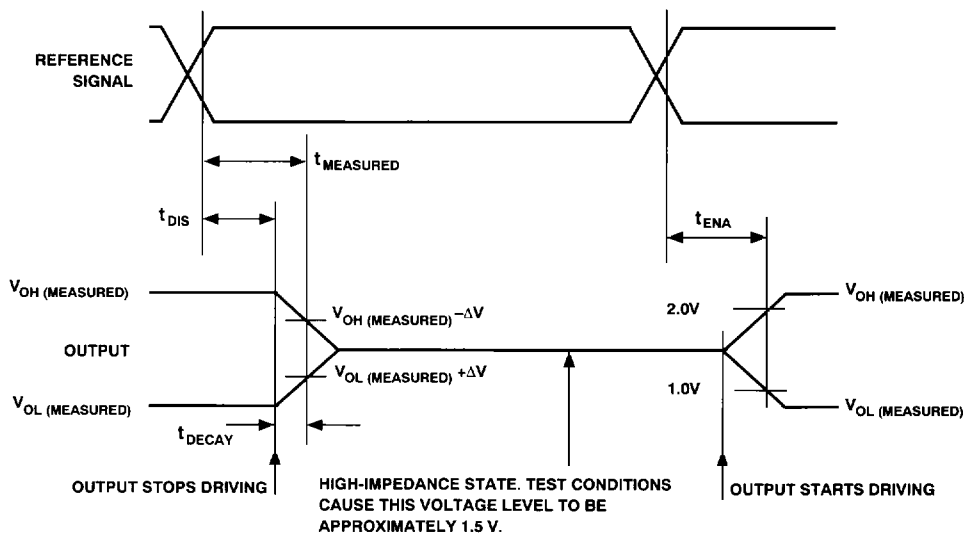 REFERENCE
SIGNAL
tMEASURED
tDIS
tENA
VOH (MEASURED)
VOH (MEASURED) –ΔV
2.0V
VOH (MEASURED)
OUTPUT
VOL (MEASURED) +ΔV
1.0V
VOL (MEASURED)
VOL (MEASURED)
tDECAY
OUTPUT STOPS DRIVING
HIGH-IMPEDANCE STATE. TEST CONDITIONS
CAUSE THIS VOLTAGE LEVEL TO BE
APPROXIMATELY 1.5 V.
OUTPUT STARTS DRIVING